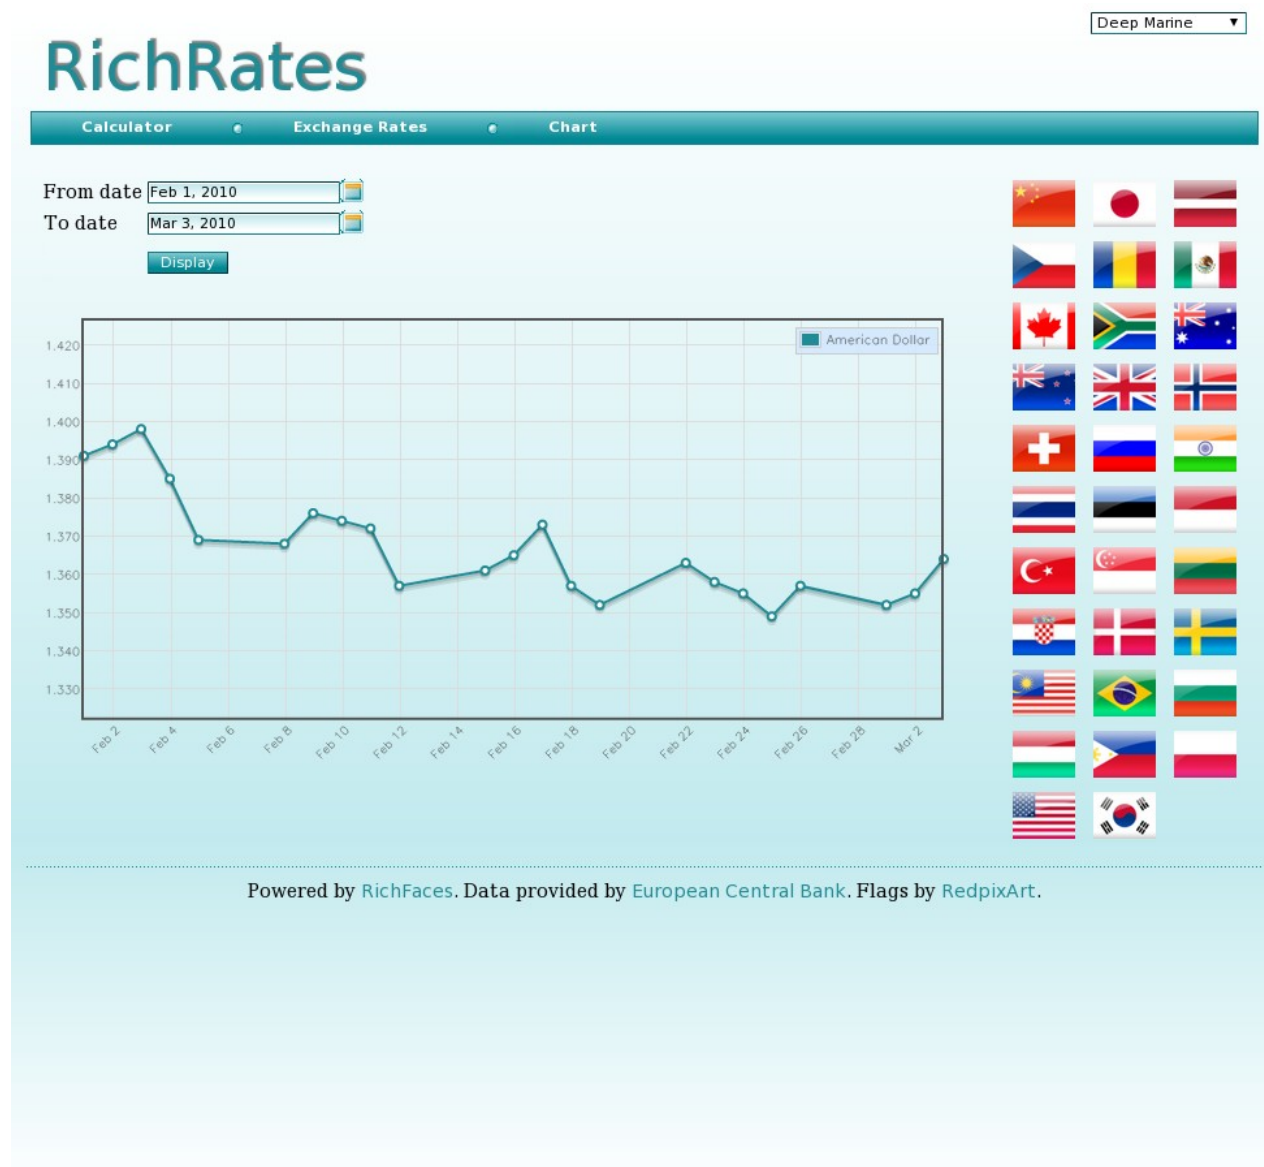 Deep Marine
RichRates
Calculator Exchange Rates Chart
From date Feb 1, 2010
To date Mar 3, 2010
Display
American Dollar
1.420
1.410
1.400
1.390
1.380
1.370
1.360
1.350
1.340
1.330
Feb 2 Feb 4 Feb 6 Feb 8 Feb 10 Feb 12 Feb 14 Feb 16 Feb 18 Feb 20 Feb 22 Feb 24 Feb 26 Feb 28 Mar 2
Powered by RichFaces. Data provided by European Central Bank. Flags by RedpixArt.